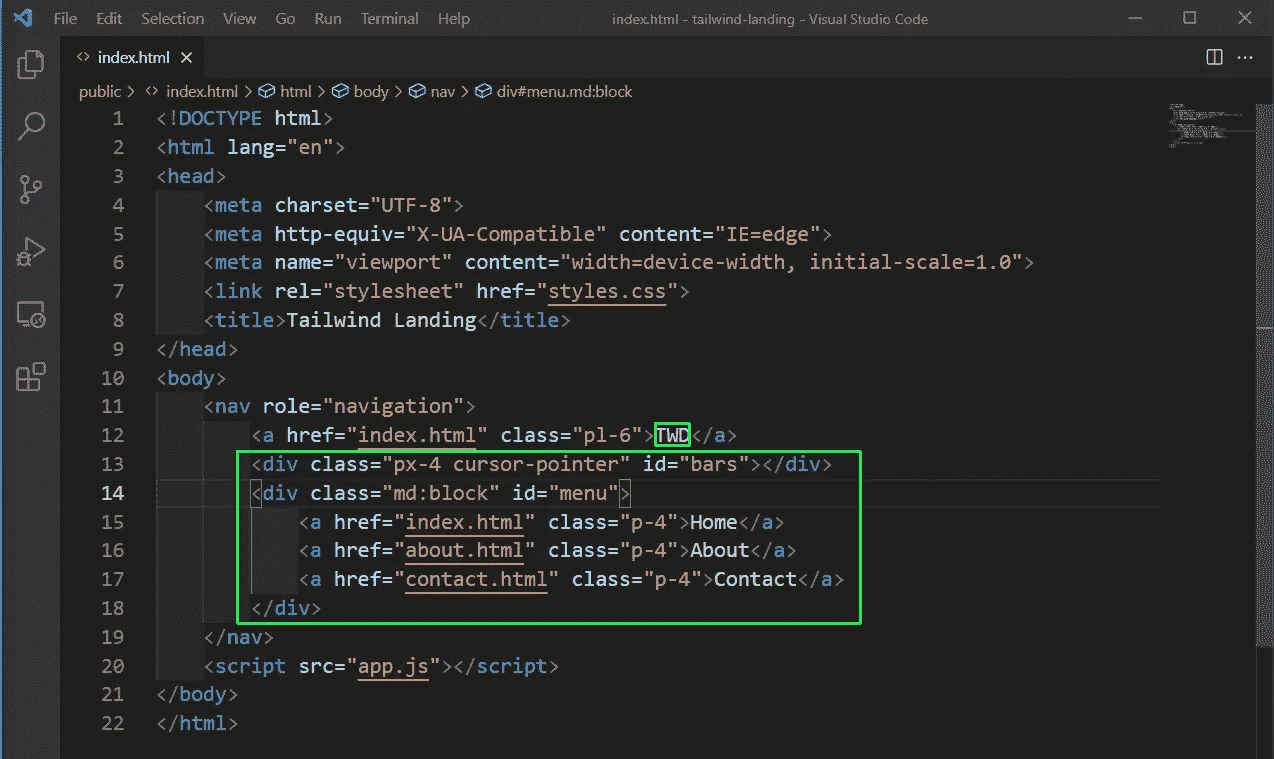 File Edit Selection View Go Run Terminal Help index.html - tailwind-landing - Visual Studio Code
index.html
public > index.html > html > body > nav > div#menu.md:block
1 <!DOCTYPE html>
2 <html lang="en">
3 <head>
4 <meta charset="UTF-8">
5 <meta http-equiv="X-UA-Compatible" content="IE=edge">
6 <meta name="viewport" content="width=device-width, initial-scale=1.0">
7 <link rel="stylesheet" href="styles.css">
8 <title>Tailwind Landing</title>
9 </head>
10 <body>
11 <nav role="navigation">
12 <a href="index.html" class="pl-6">TWD</a>
13 <div class="px-4 cursor-pointer" id="bars"></div>
14 <div class="md:block" id="menu">
15 <a href="index.html" class="p-4">Home</a>
16 <a href="about.html" class="p-4">About</a>
17 <a href="contact.html" class="p-4">Contact</a>
18 </div>
19 </nav>
20 <script src="app.js"></script>
21 </body>
22 </html>